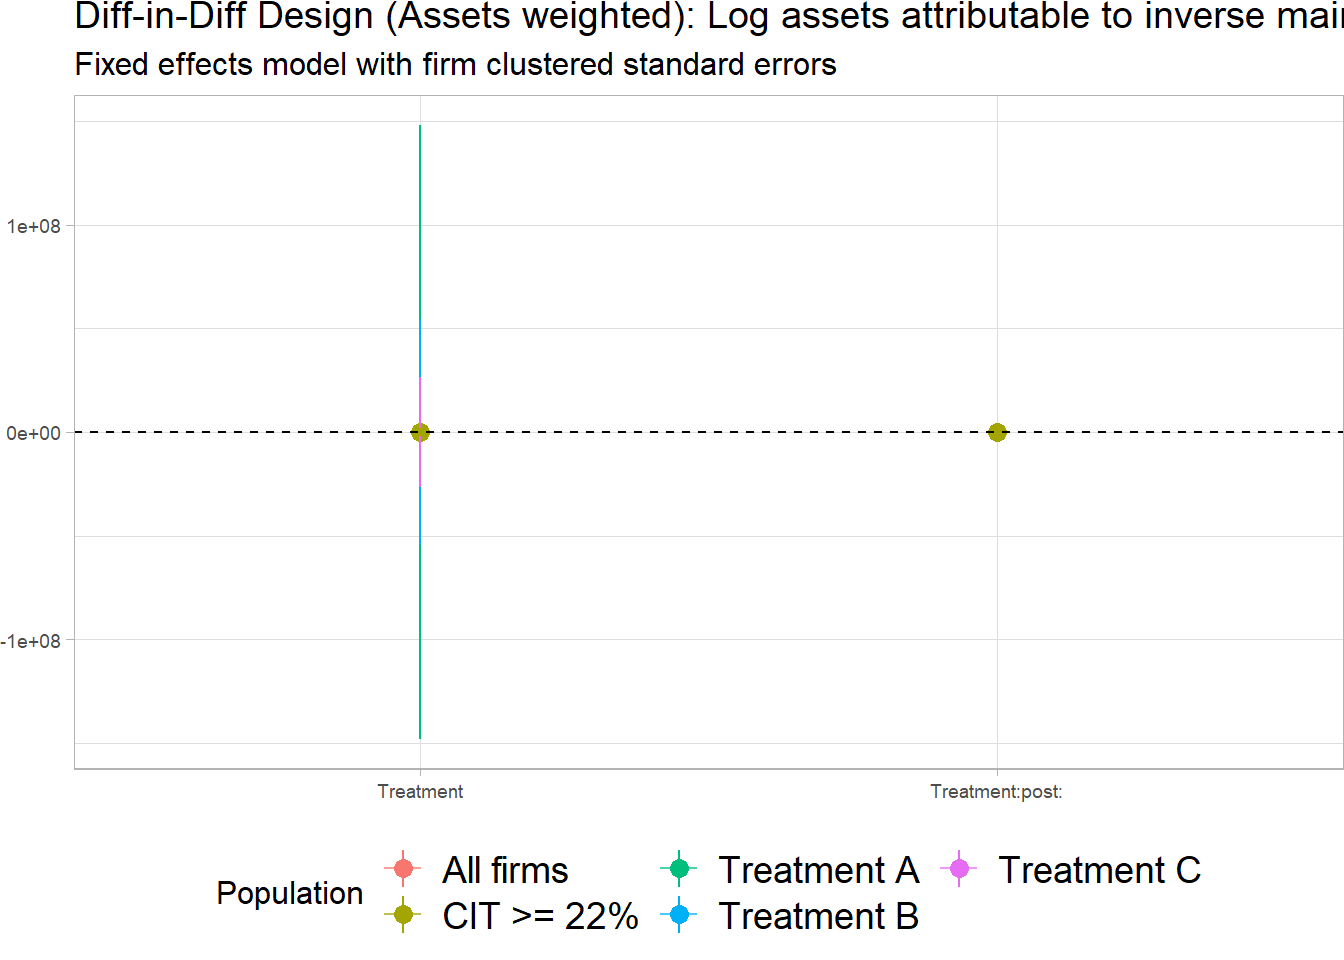 Diff-in-Diff Design (Assets weighted): Log assets attributable to inverse
Fixed effects model with firm clustered standard errors
1e+08
0e+00
-1e+08
Treatment
Treatment:post:
Population
All firms
Treatment A
Treatment C
CIT >= 22%
Treatment B